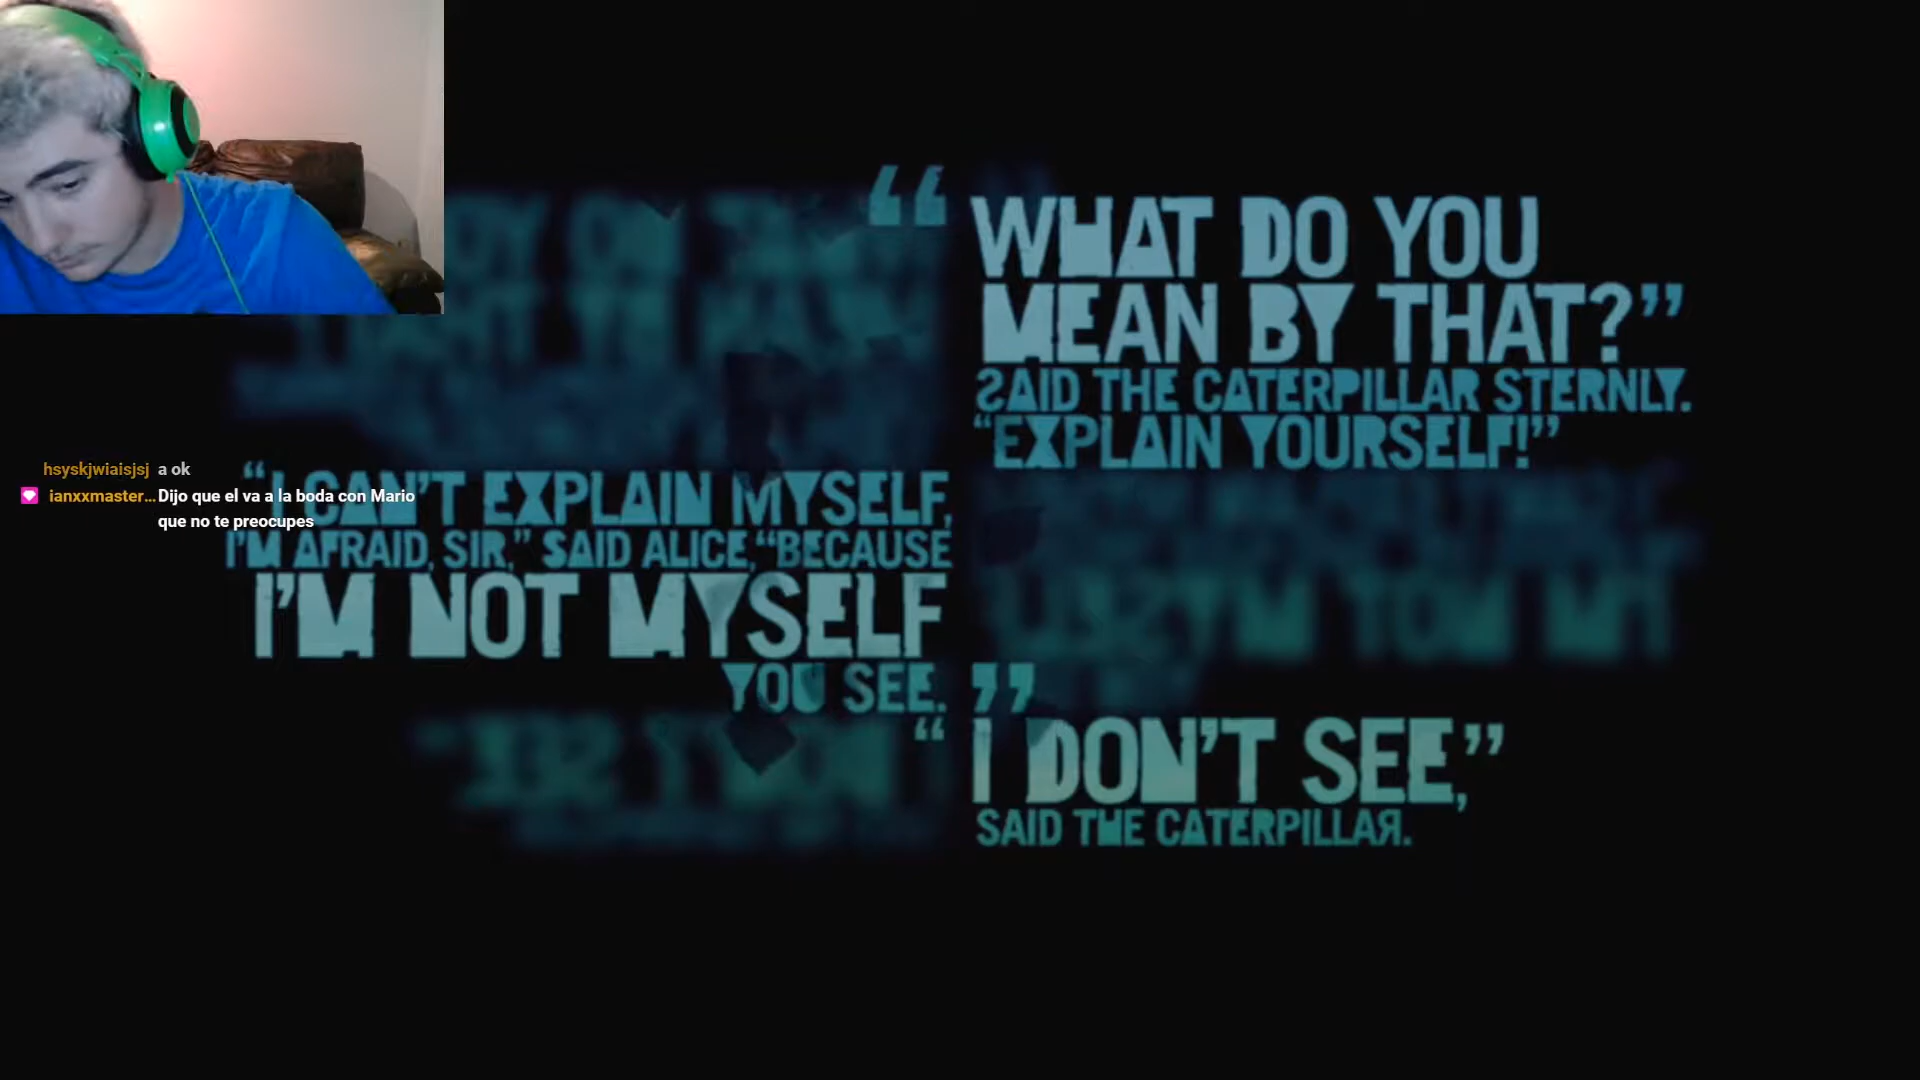 “WHAT DO YOU
MEAN BY THAT?”
SAID THE CATERPILLAR STERNLY.
“EXPLAIN YOURSELF!”
“I CAN’T EXPLAIN MYSELF,
I’M AFRAID, SIR,” SAID ALICE, “BECAUSE
I’M NOT MYSELF
YOU SEE.”
“I DON’T SEE,”
SAID THE CATERPILLAR.
hsyskjwiaisjsj a ok
ianxxmaster... Dijo que el va a la boda con Mario
que no te preocupes